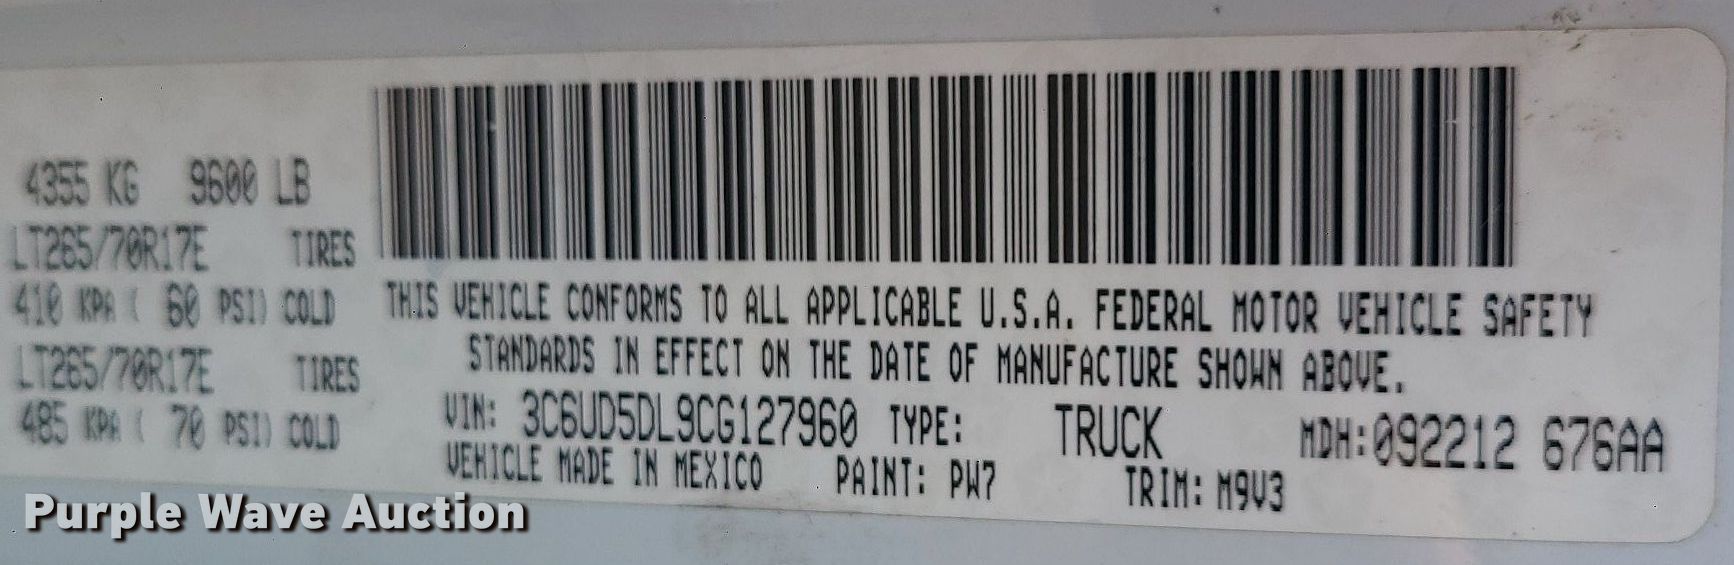 4355 KG 9600 LB
LT265/70R17E TIRES
410 KPA ( 60 PSI) COLD
LT265/70R17E TIRES
485 KPA ( 70 PSI) COLD
THIS VEHICLE CONFORMS TO ALL APPLICABLE U.S.A. FEDERAL MOTOR VEHICLE SAFETY
STANDARDS IN EFFECT ON THE DATE OF MANUFACTURE SHOWN ABOVE.
VIN: 3C6UD5DL9CG127960 TYPE: TRUCK MDH:092212 676AA
VEHICLE MADE IN MEXICO PAINT: PW7 TRIM: M9V3
Purple Wave Auction